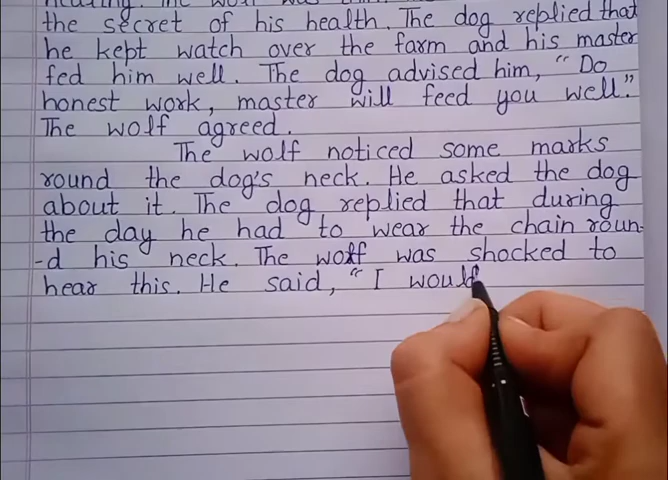 the secret of his health. The dog replied that
he kept watch over the farm and his master
fed him well. The dog advised him, “Do
honest work, master will feed you well.”
The wolf agreed.
The wolf noticed some marks
round the dog's neck. He asked the dog
about it. The dog replied that during
the day he had to wear the chain roun-
-d his neck. The wolf was shocked to
hear this. He said, “I would